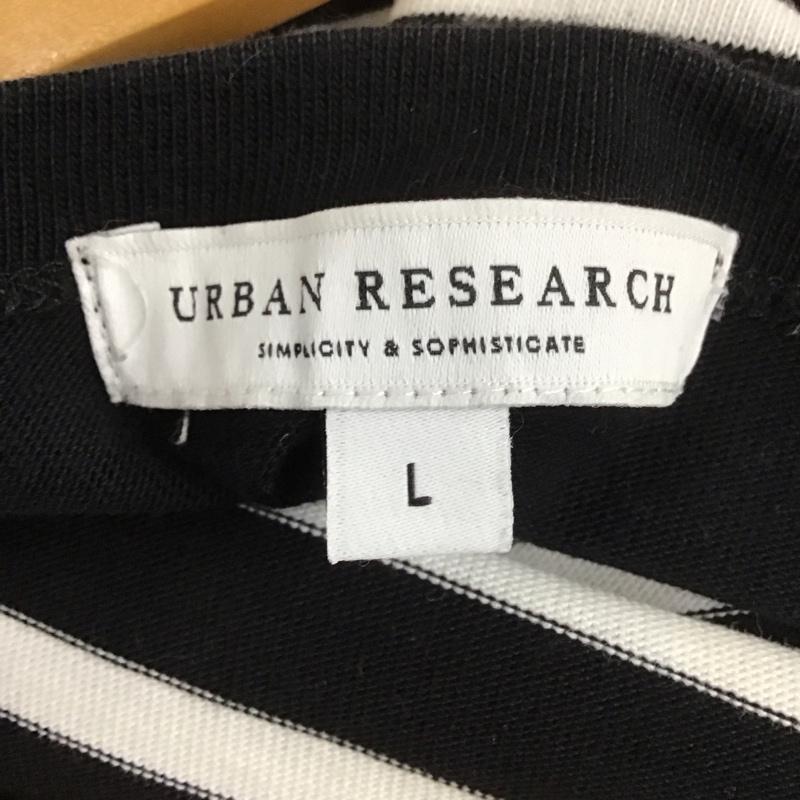 URBAN RESEARCH
SIMPLICITY & SOPHISTICATE
L